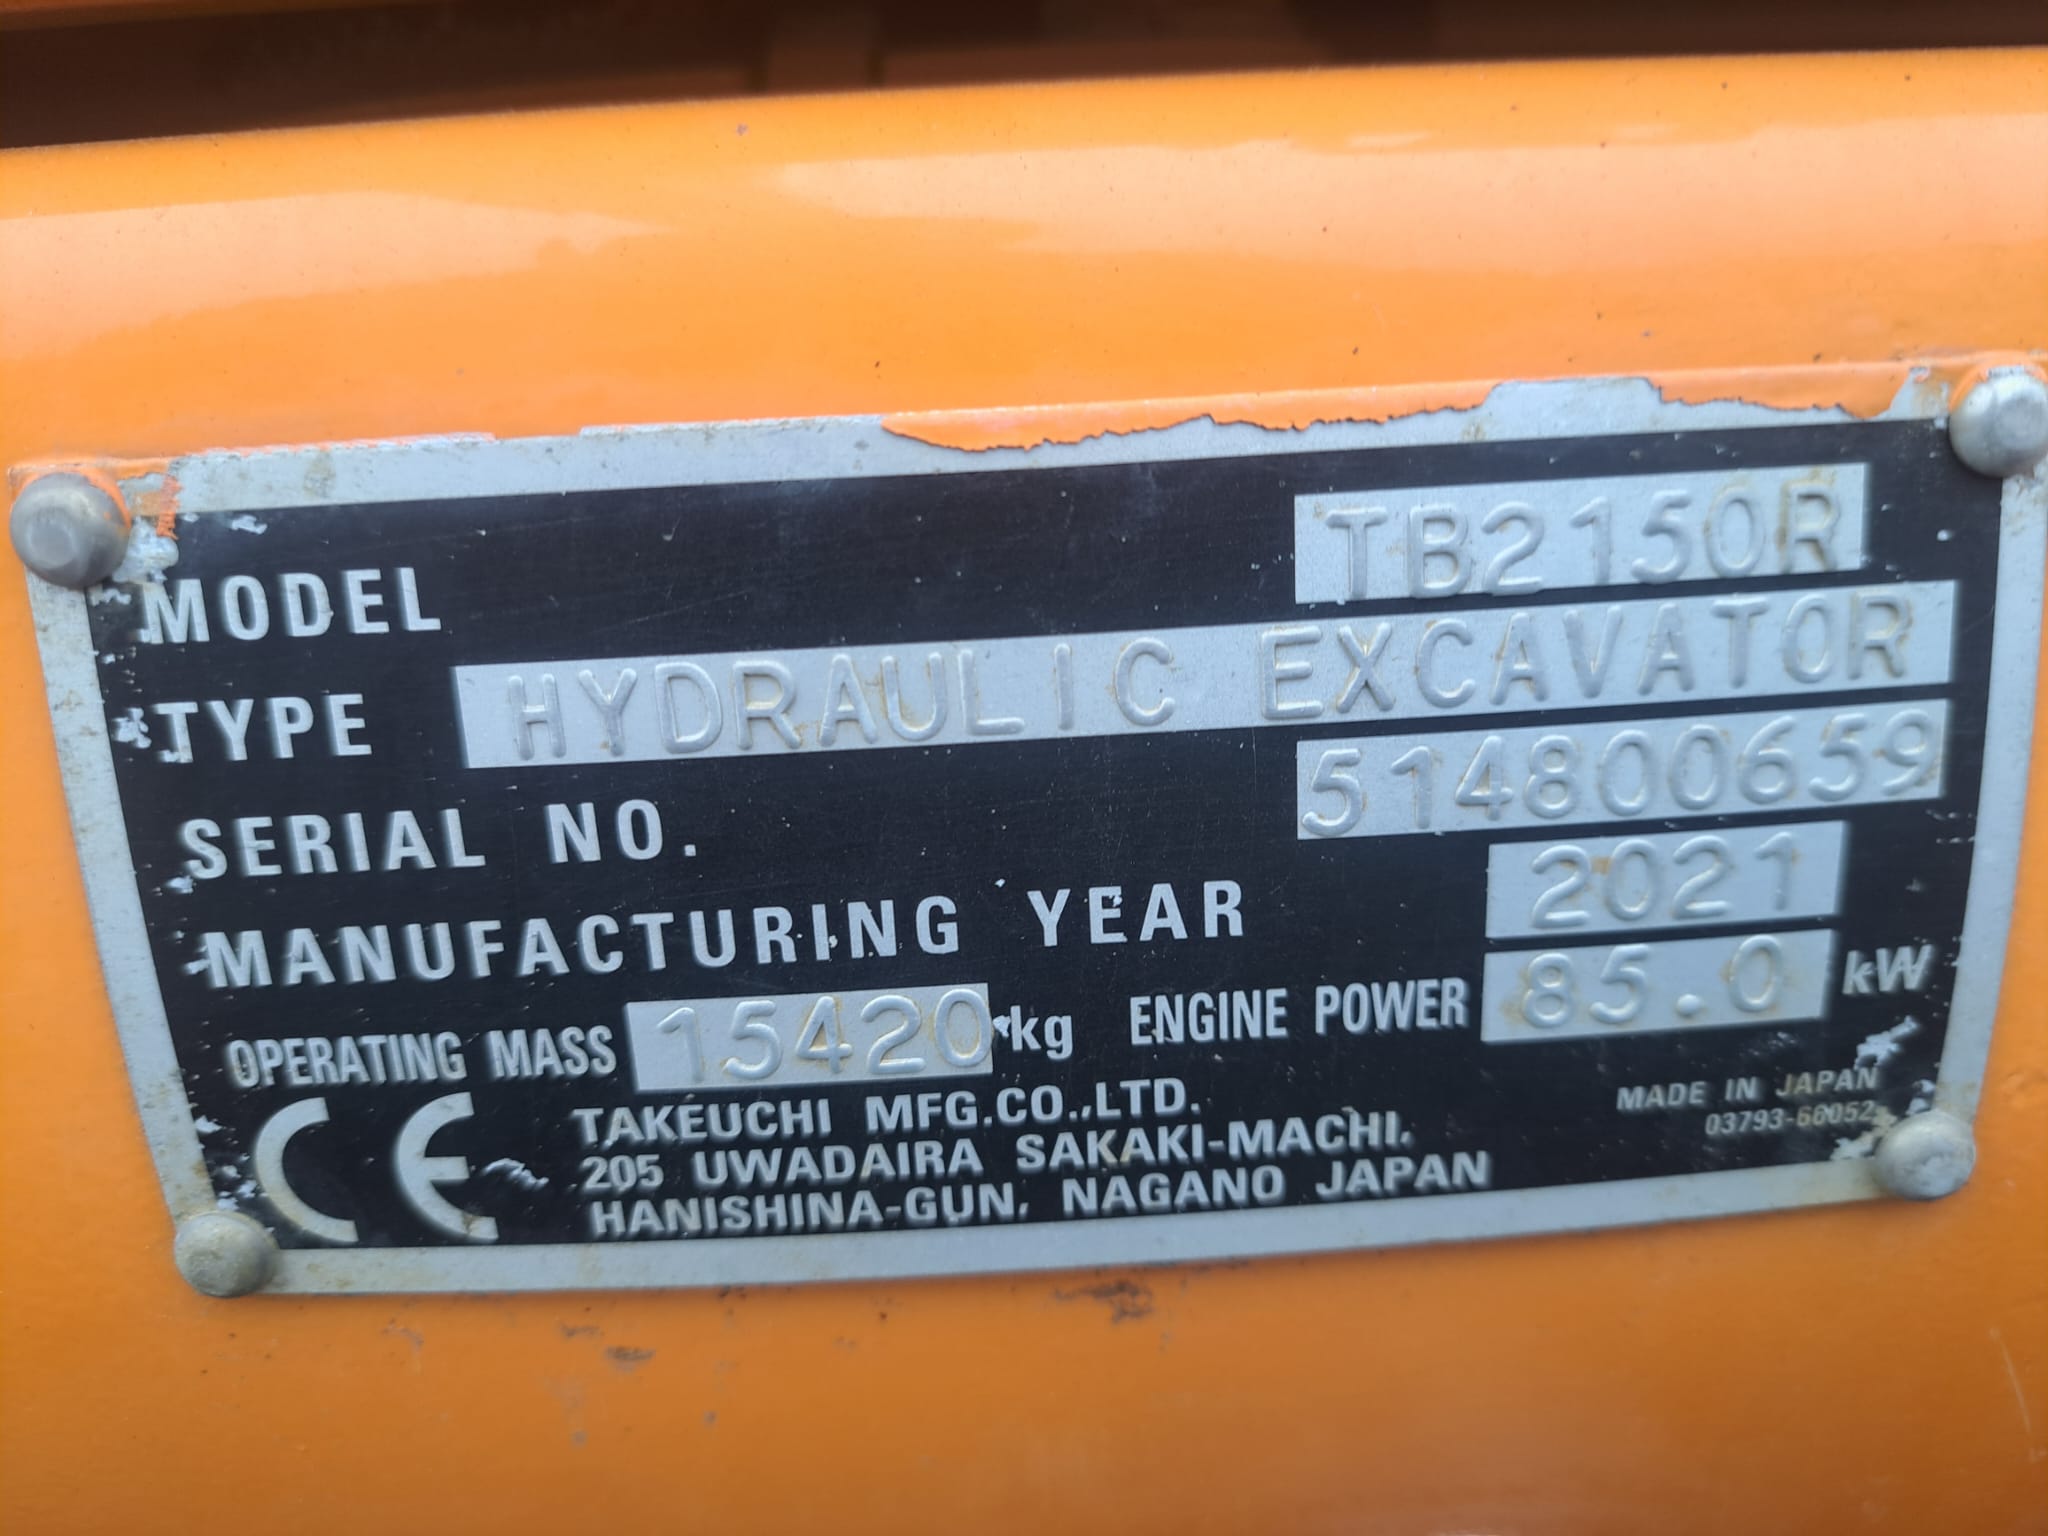 MODEL TB2150R
TYPE HYDRAULIC EXCAVATOR
SERIAL NO. 514800659
MANUFACTURING YEAR 2021
OPERATING MASS 15420 kg ENGINE POWER 85.0 kW
CE
TAKEUCHI MFG.CO.,LTD.
205 UWADAIRA SAKAKI-MACHI,
HANISHINA-GUN, NAGANO JAPAN
MADE IN JAPAN
03793-66052